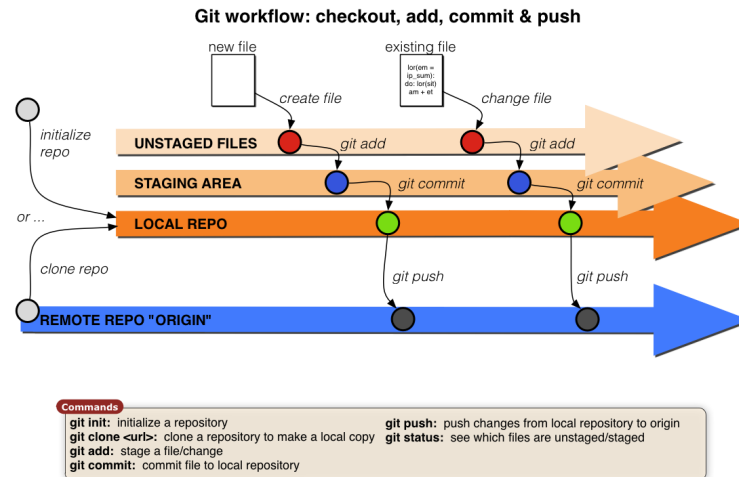 Git workflow: checkout, add, commit & push
new file
existing file
lor(em =
ip_sum):
do: lor(sit)
am + et
create file
change file
initialize
repo
UNSTAGED FILES
git add
git add
STAGING AREA
git commit
git commit
or ...
LOCAL REPO
clone repo
git push
git push
REMOTE REPO "ORIGIN"
Commands
git init: initialize a repository
git clone <url>: clone a repository to make a local copy
git add: stage a file/change
git commit: commit file to local repository
git push: push changes from local repository to origin
git status: see which files are unstaged/staged